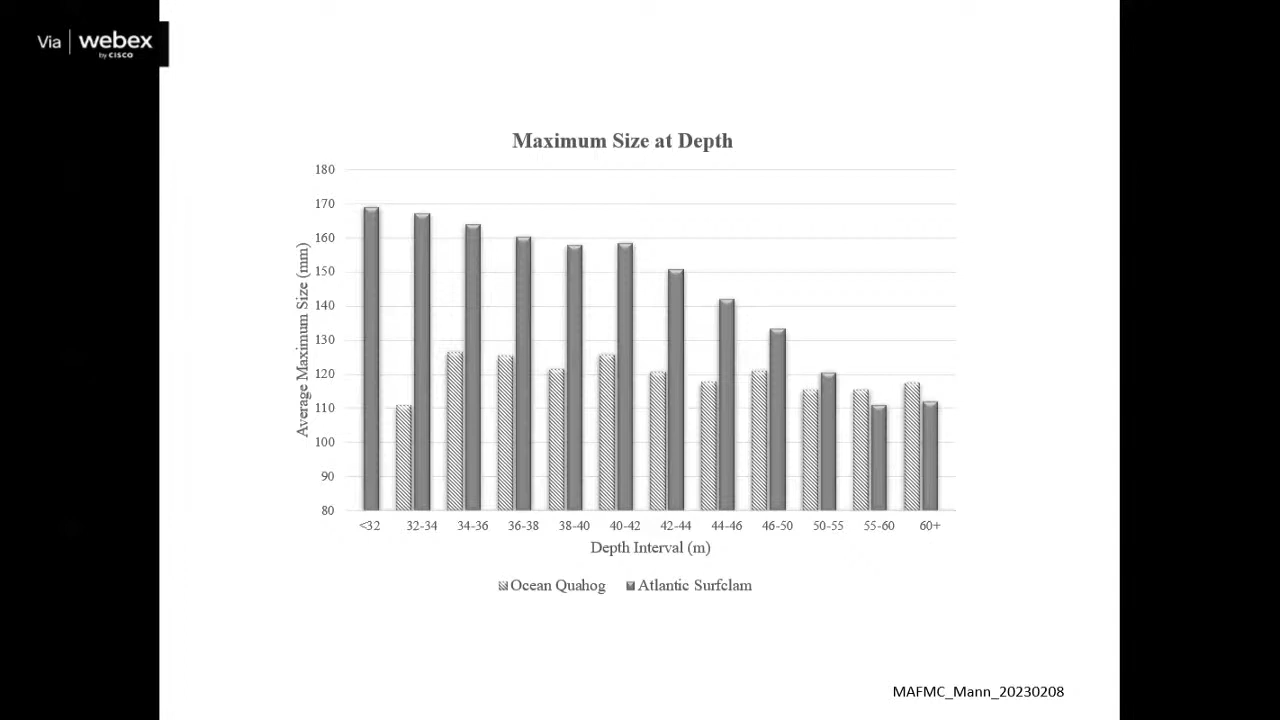 Via webex
by CISCO
Maximum Size at Depth
180
170
160
150
140
130
120
110
100
90
80
Average Maximum Size (mm)
<32 32-34 34-36 36-38 38-40 40-42 42-44 44-46 46-50 50-55 55-60 60+
Depth Interval (m)
Ocean Quahog Atlantic Surfclam
MAFMC_Mann_20230208